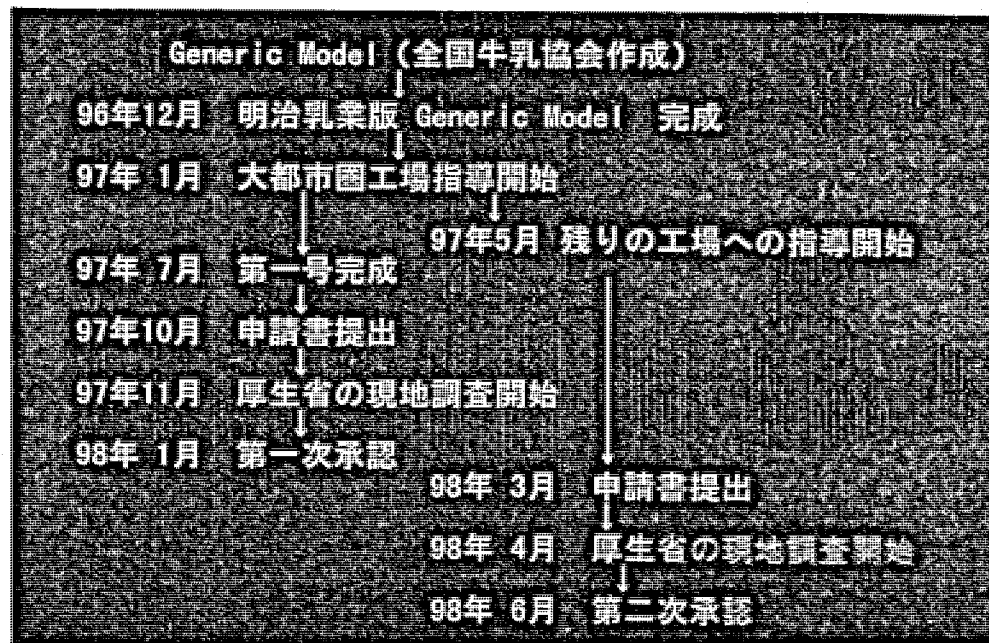 Generic Model (全国牛乳協会作成)
96年12月 明治乳業版 Generic Model 完成
97年 1月 大都市圏工場指導開始
97年5月 残りの工場への指導開始
97年 7月 第一号完成
97年10月 申請書提出
97年11月 厚生省の現地調査開始
98年 1月 第一次承認
98年 3月 申請書提出
98年 4月 厚生省の現地調査開始
98年 6月 第二次承認